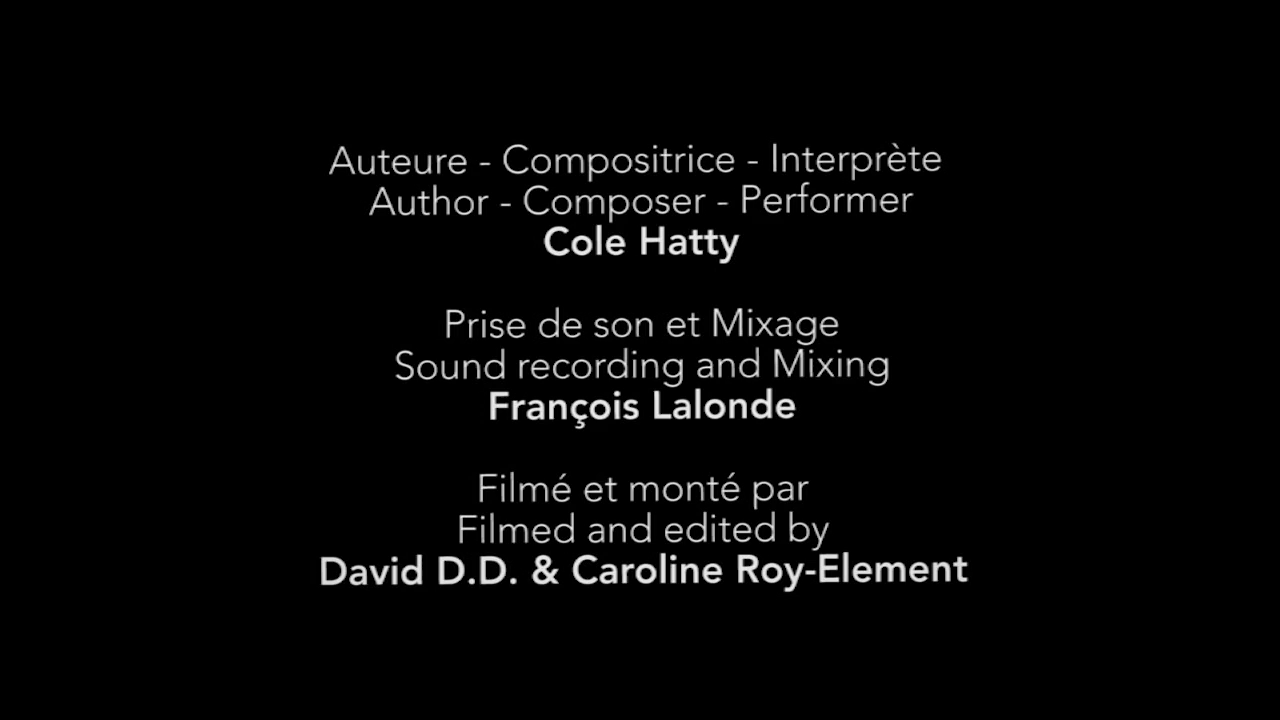 Auteure - Compositrice - Interprète
Author - Composer - Performer
Cole Hatty
Prise de son et Mixage
Sound recording and Mixing
François Lalonde
Filmé et monté par
Filmed and edited by
David D.D. & Caroline Roy-Element